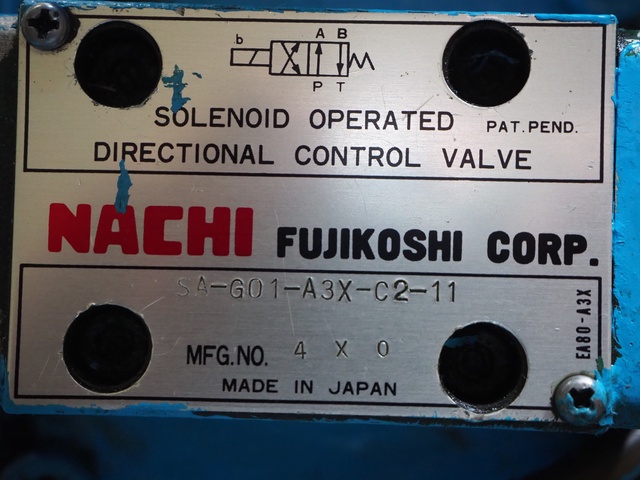 b
A B
P T
SOLENOID OPERATED PAT.PEND.
DIRECTIONAL CONTROL VALVE
NACHI FUJIKOSHI CORP.
SA-G01-A3X-C2-11
EA80-A3X
MFG.NO. 4 X 0
MADE IN JAPAN